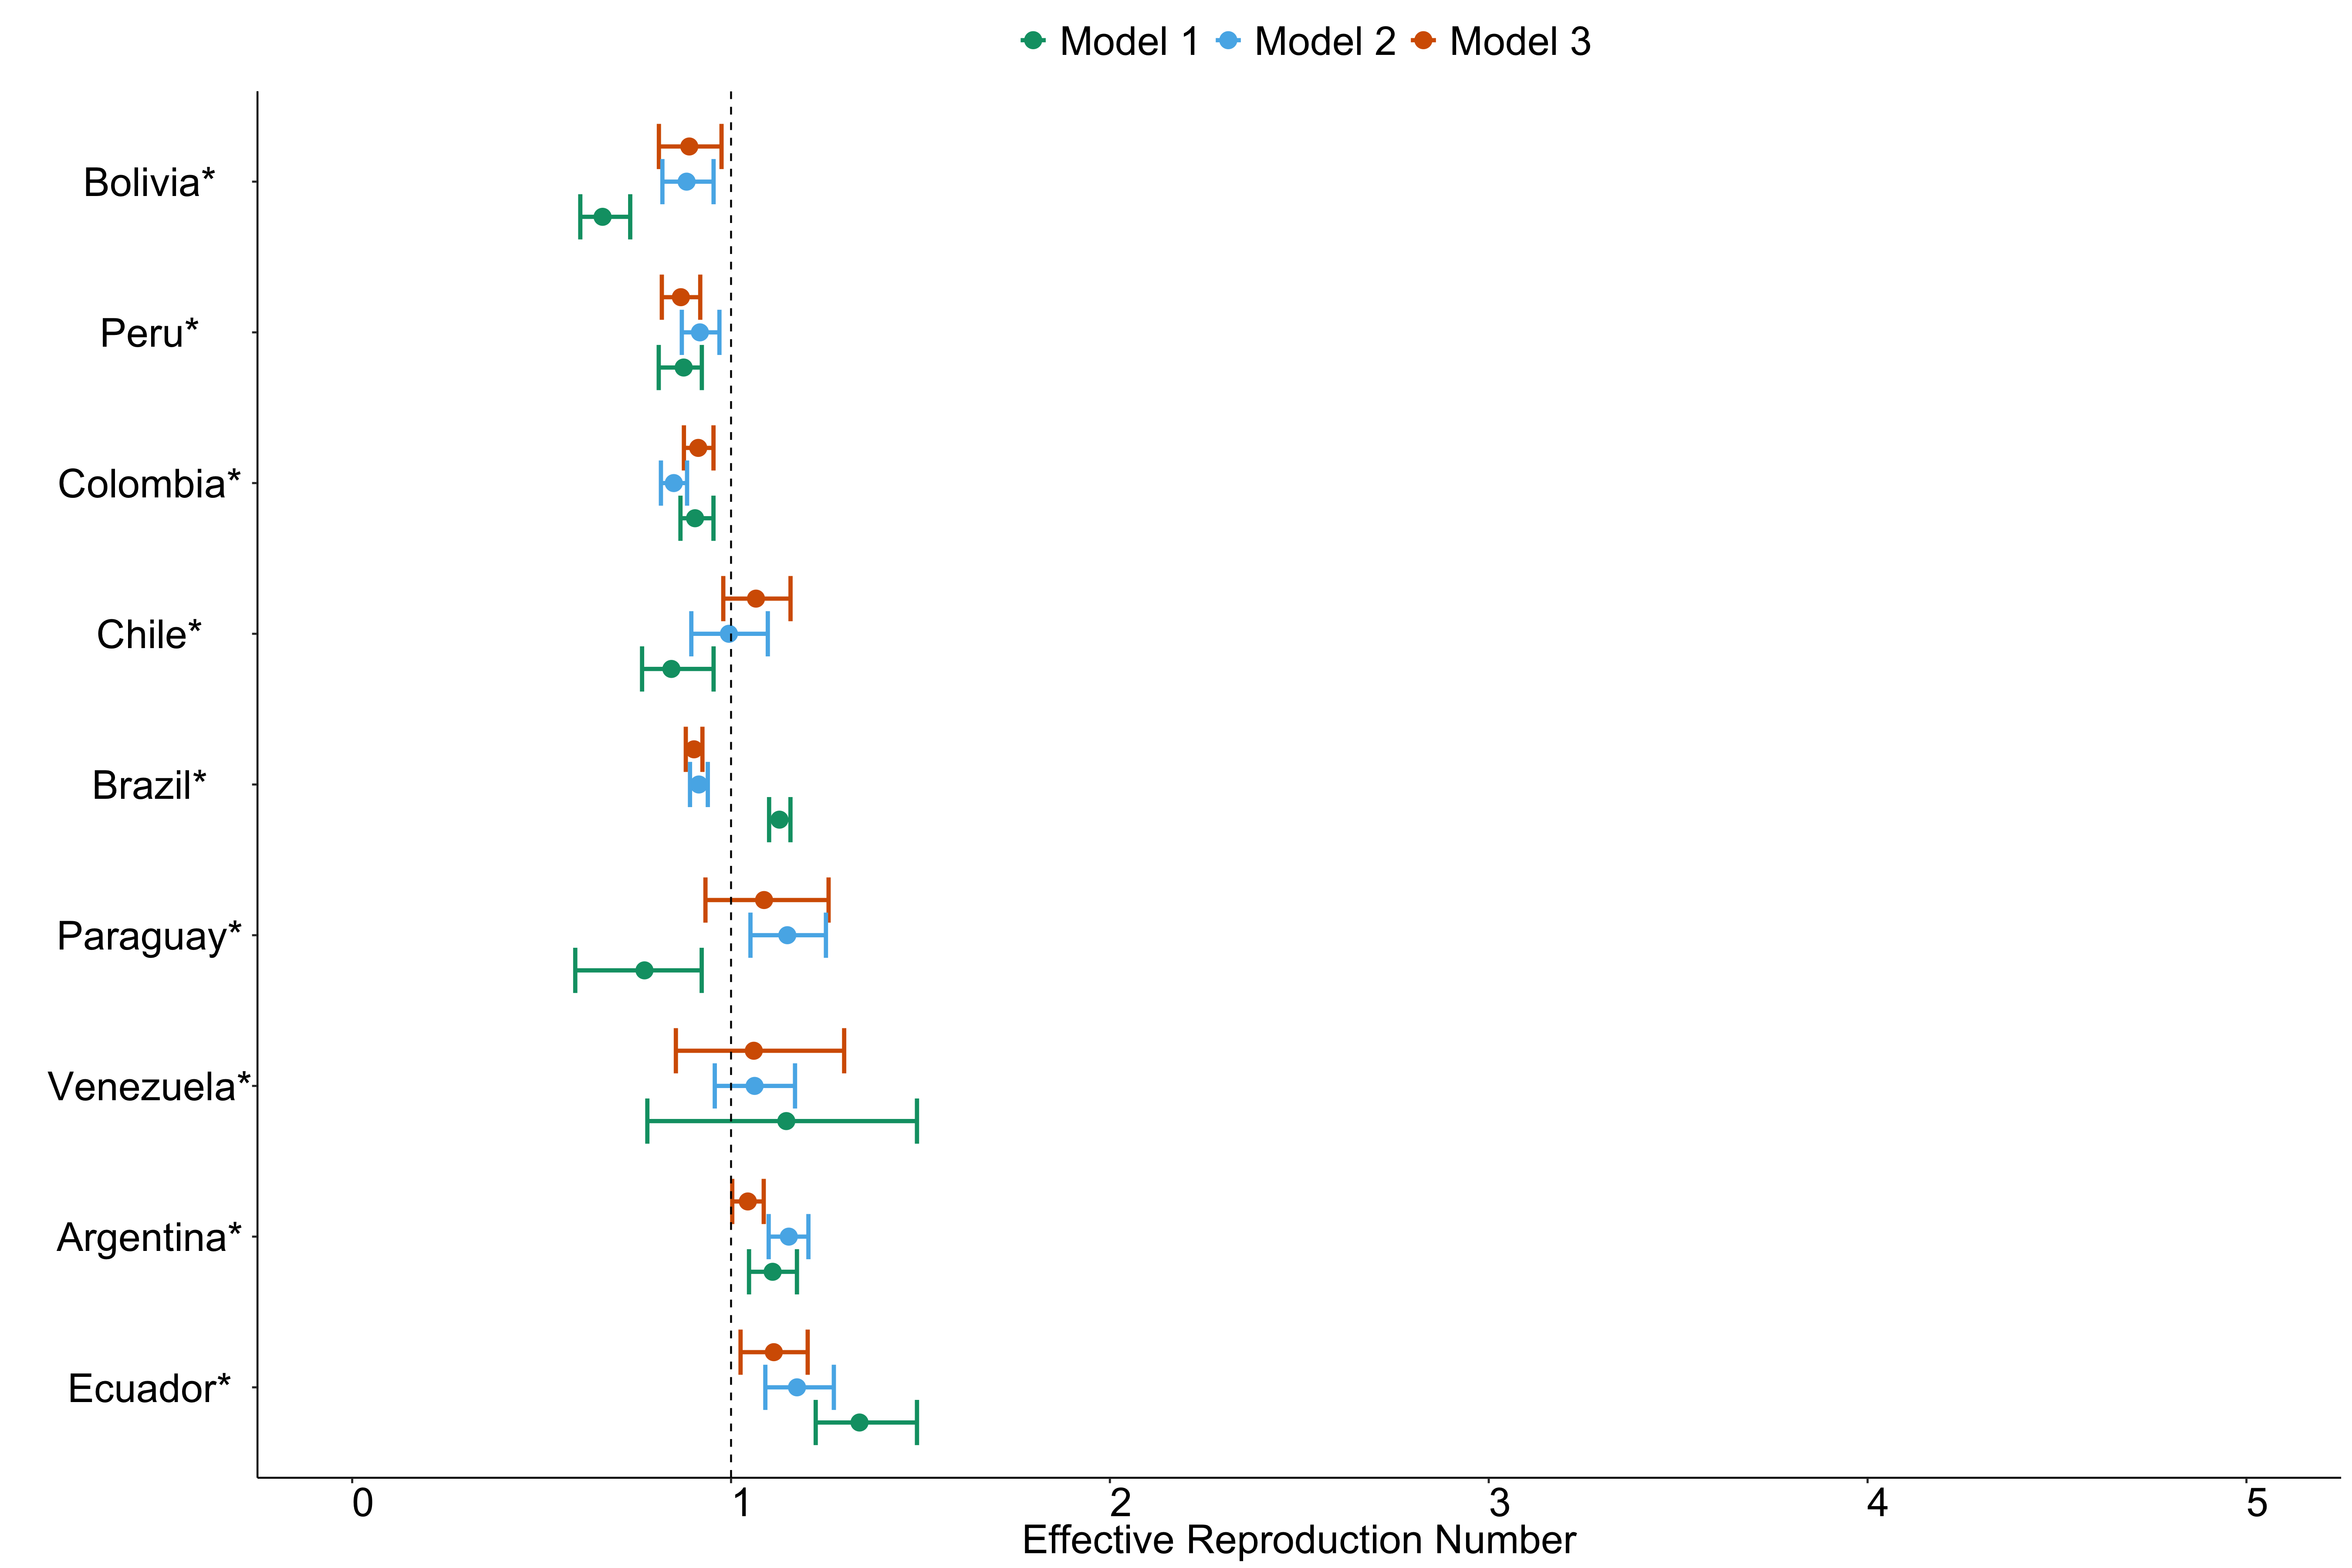 Model 1 Model 2 Model 3
Bolivia*
Peru*
Colombia*
Chile*
Brazil*
Paraguay*
Venezuela*
Argentina*
Ecuador*
0 1 2 3 4 5
Effective Reproduction Number